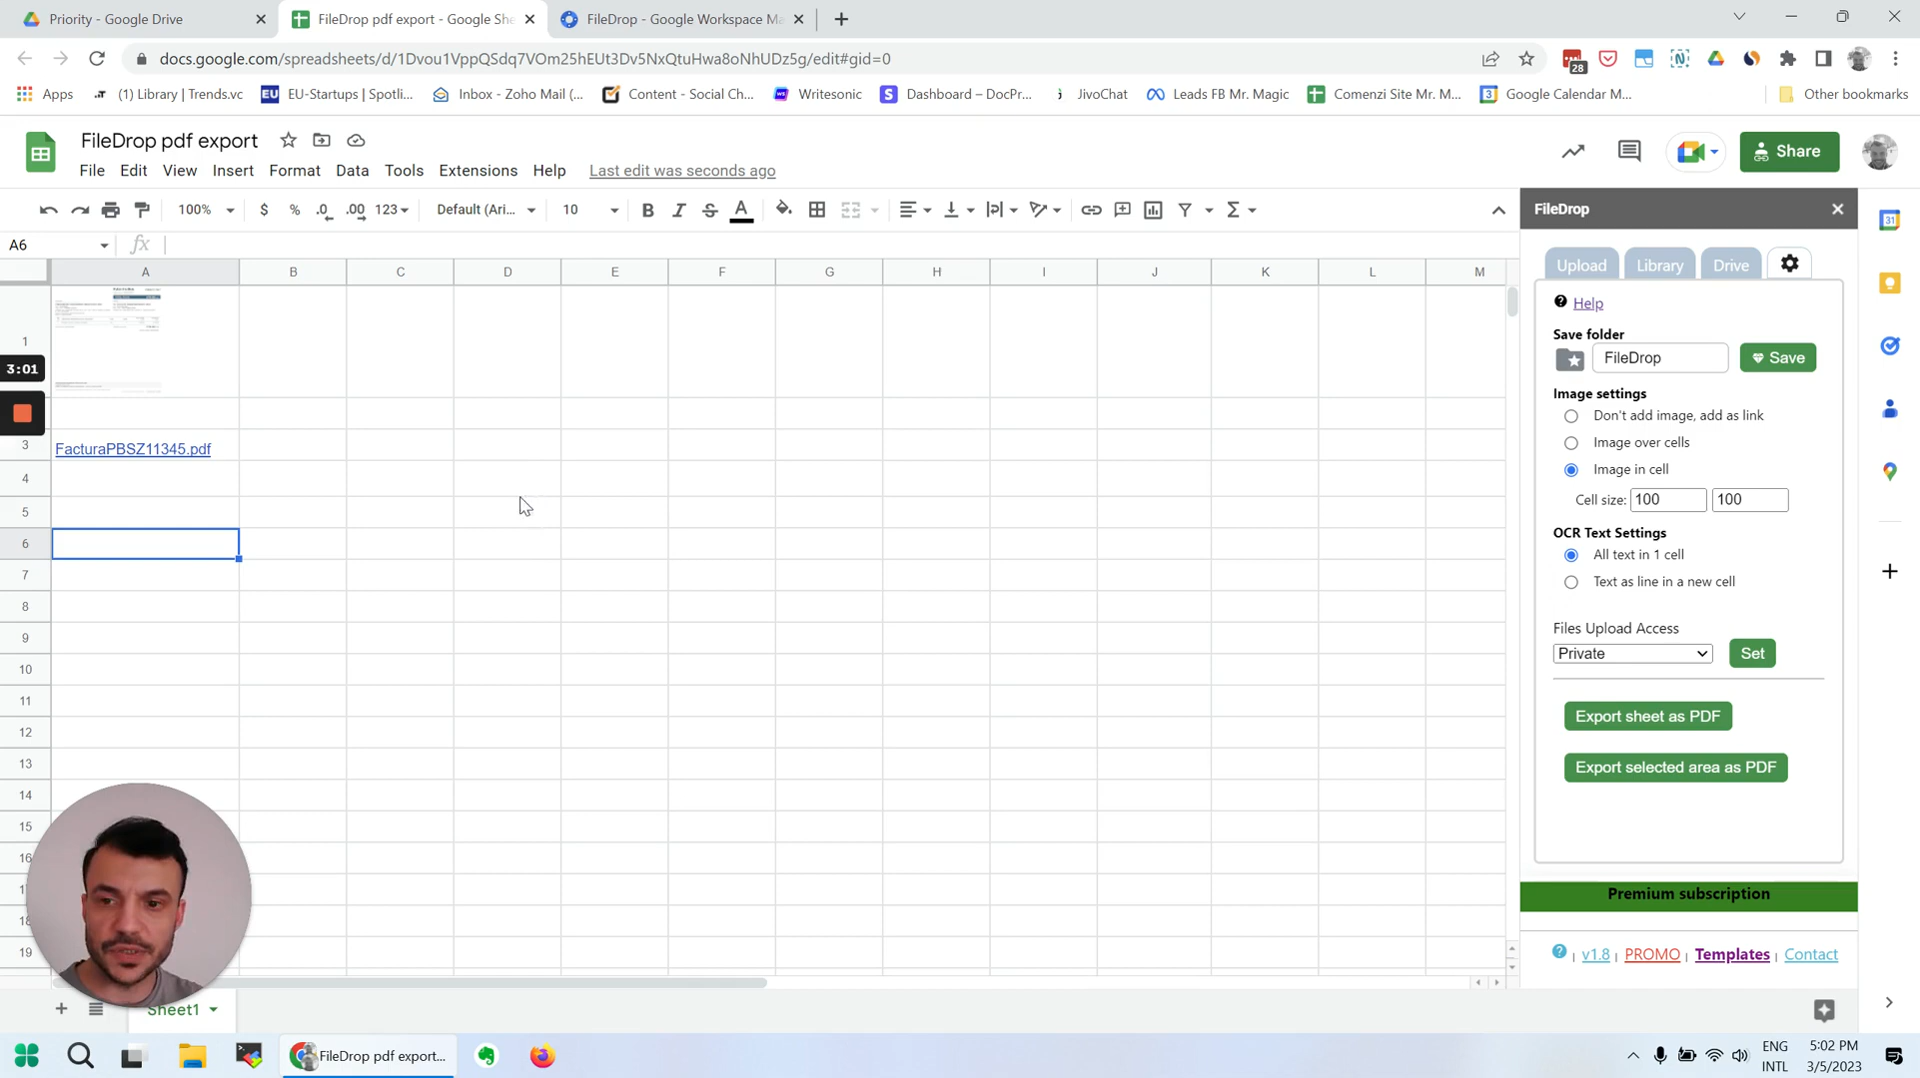 Priority - Google Drive
FileDrop pdf export - Google She
FileDrop - Google Workspace Ma
docs.google.com/spreadsheets/d/1Dvou1VppQSdq7VOm25hEUt3Dv5NxQtuHwa8oNhUDz5g/edit#gid=0
28
Apps
(1) Library | Trends.vc
EU
EU-Startups | Spotli...
Inbox - Zoho Mail (...
Content - Social Ch...
Writesonic
Dashboard – DocPr...
JivoChat
Leads FB Mr. Magic
Comenzi Site Mr. M...
Google Calendar M...
Other bookmarks
FileDrop pdf export
File Edit View Insert Format Data Tools Extensions Help Last edit was seconds ago
Share
100% $ % .0 .00 123 Default (Ari... 10 B I S A
A6 fx
A B C D E F G H I J K L M
1
3:01
3 FacturaPBSZ11345.pdf
4
5
6
7
8
9
10
11
12
13
14
15
16
18
19
Sheet1
FileDrop
Upload Library Drive
Help
Save folder
FileDrop Save
Image settings
Don't add image, add as link
Image over cells
Image in cell
Cell size: 100 100
OCR Text Settings
All text in 1 cell
Text as line in a new cell
Files Upload Access
Private Set
Export sheet as PDF
Export selected area as PDF
Premium subscription
| v1.8 | PROMO | Templates | Contact
31
FileDrop pdf export...
ENG
INTL
5:02 PM
3/5/2023